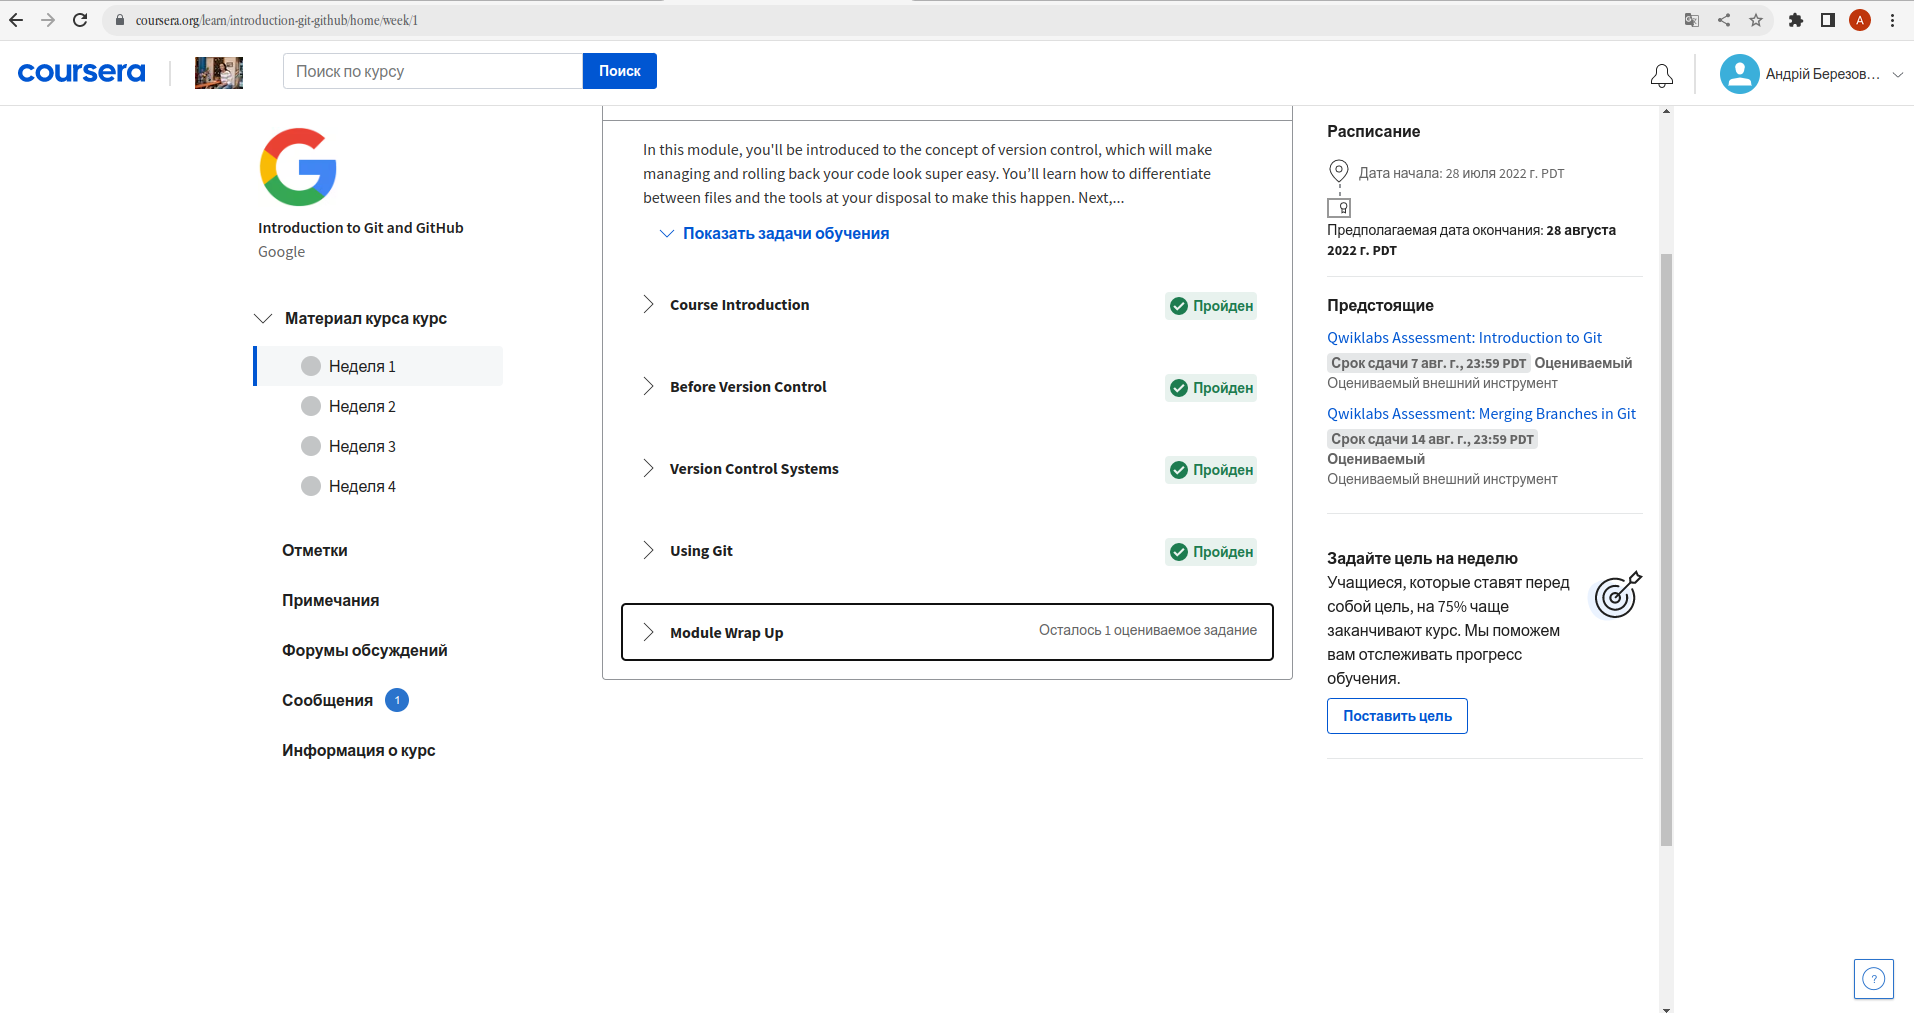 coursera.org/learn/introduction-git-github/home/week/1
A
coursera
Поиск по курсу
Поиск
Андрій Березов...
Introduction to Git and GitHub
Google
Материал курса курс
Неделя 1
Неделя 2
Неделя 3
Неделя 4
Отметки
Примечания
Форумы обсуждений
Сообщения 1
Информация о курс
In this module, you'll be introduced to the concept of version control, which will make
managing and rolling back your code look super easy. You’ll learn how to differentiate
between files and the tools at your disposal to make this happen. Next,...
Показать задачи обучения
Course Introduction Пройден
Before Version Control Пройден
Version Control Systems Пройден
Using Git Пройден
Module Wrap Up Осталось 1 оцениваемое задание
Расписание
Дата начала: 28 июля 2022 г. PDT
Предполагаемая дата окончания: 28 августа
2022 г. PDT
Предстоящие
Qwiklabs Assessment: Introduction to Git
Срок сдачи 7 авг. г., 23:59 PDT Оцениваемый
Оцениваемый внешний инструмент
Qwiklabs Assessment: Merging Branches in Git
Срок сдачи 14 авг. г., 23:59 PDT
Оцениваемый
Оцениваемый внешний инструмент
Задайте цель на неделю
Учащиеся, которые ставят перед
собой цель, на 75% чаще
заканчивают курс. Мы поможем
вам отслеживать прогресс
обучения.
Поставить цель
?